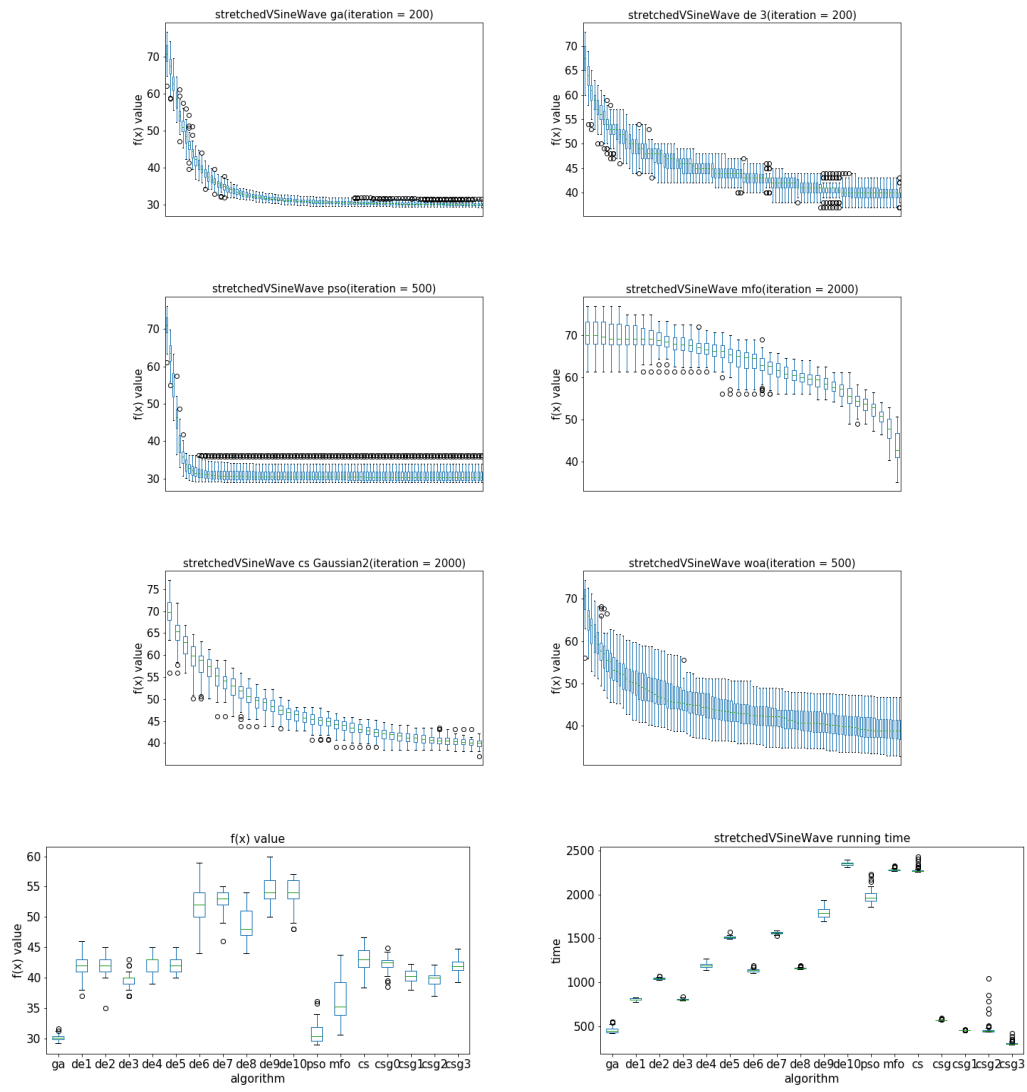 stretchedVSineWave ga(iteration = 200)
f(x) value
70
60
50
40
30
stretchedVSineWave de 3(iteration = 200)
f(x) value
70
65
60
55
50
45
40
stretchedVSineWave pso(iteration = 500)
f(x) value
70
60
50
40
30
stretchedVSineWave mfo(iteration = 2000)
f(x) value
70
60
50
40
stretchedVSineWave cs Gaussian2(iteration = 2000)
f(x) value
75
70
65
60
55
50
45
40
stretchedVSineWave woa(iteration = 500)
f(x) value
70
60
50
40
f(x) value
f(x) value
60
55
50
45
40
35
30
ga de1 de2 de3 de4 de5 de6 de7 de8 de9 de10 pso mfo cs csg0 csg1 csg2 csg3
algorithm
stretchedVSineWave running time
time
2500
2000
1500
1000
500
ga de1 de2 de3 de4 de5 de6 de7 de8 de9 de10 pso mfo cs csg csg1 csg2 csg3
algorithm